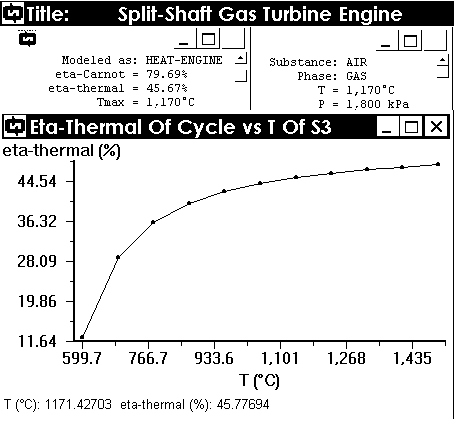 Title: Split-Shaft Gas Turbine Engine
Modeled as: HEAT-ENGINE
eta-Carnot = 79.69%
eta-thermal = 45.67%
Tmax = 1,170°C
Substance: AIR
Phase: GAS
T = 1,170°C
P = 1,800 kPa
Eta-Thermal Of Cycle vs T Of S3
eta-thermal (%)
44.54
36.32
28.09
19.86
11.64
599.7 766.7 933.6 1,101 1,268 1,435
T (°C)
T (°C): 1171.42703 eta-thermal (%): 45.77694